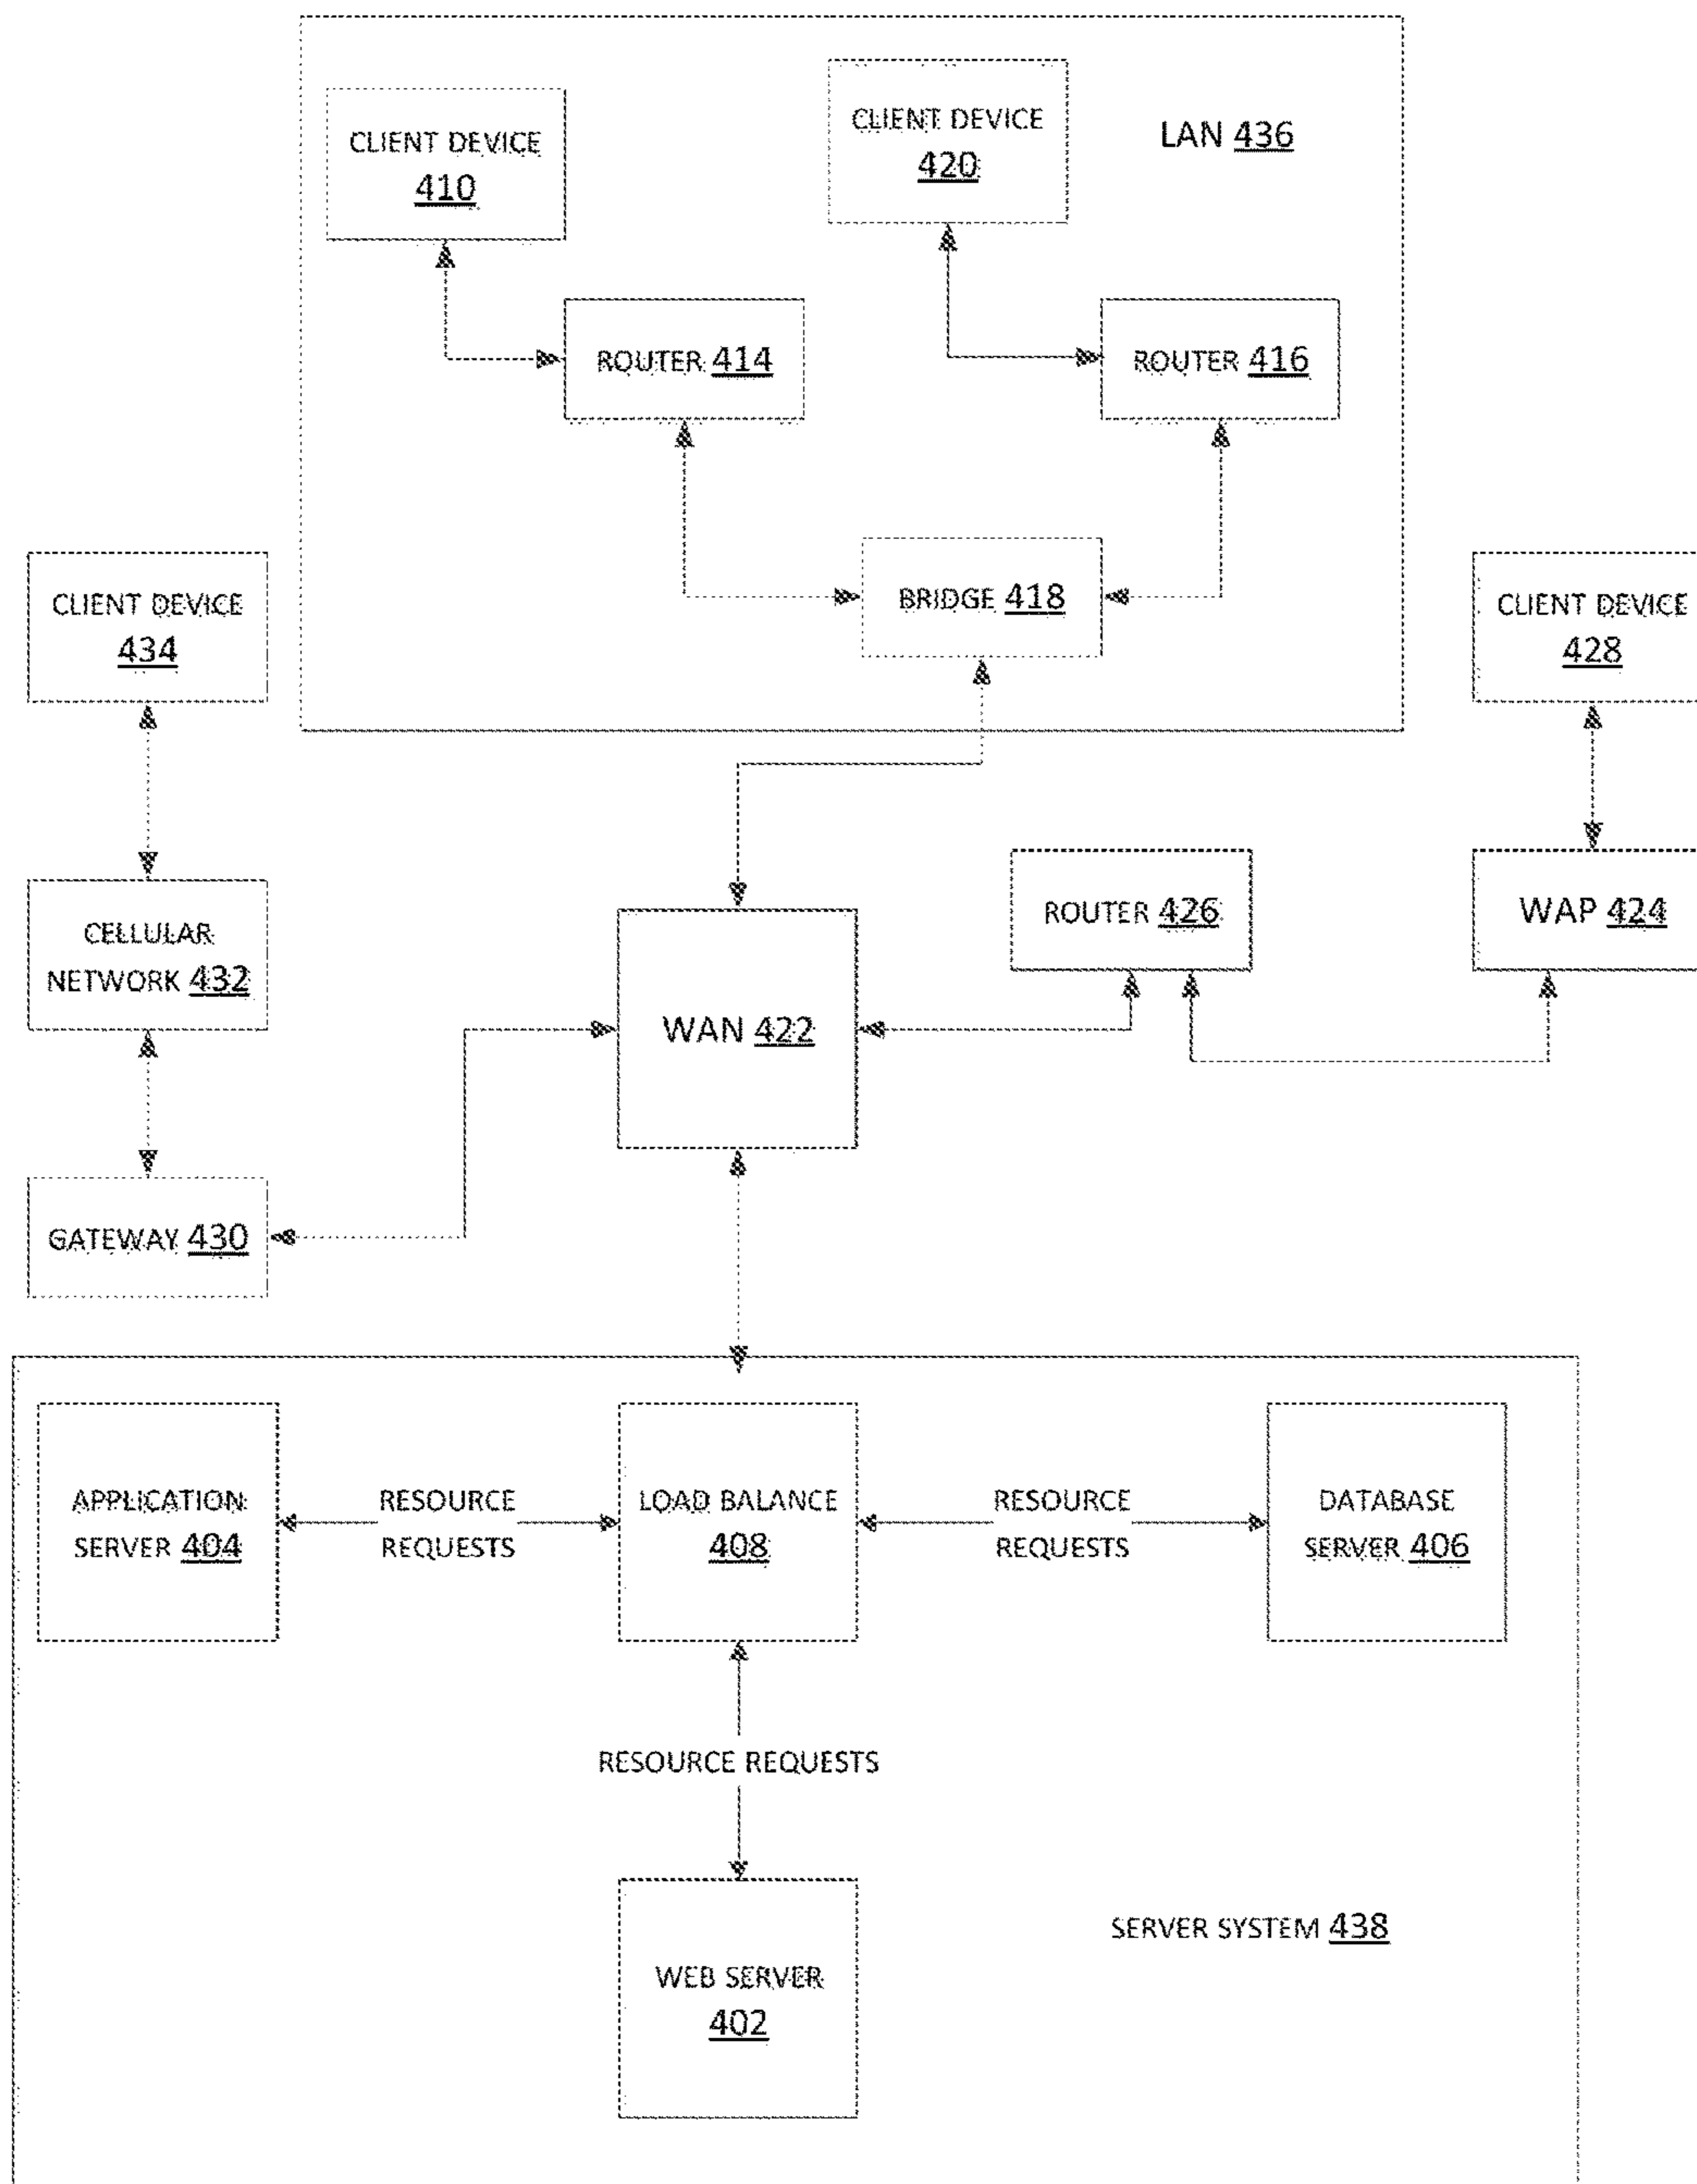 CLIENT DEVICE
410
CLIENT DEVICE
420
LAN 436
ROUTER 414
ROUTER 416
BRIDGE 418
CLIENT DEVICE
434
CLIENT DEVICE
428
CELLULAR
NETWORK 432
ROUTER 426
WAP 424
WAN 422
GATEWAY 430
APPLICATION
SERVER 404
RESOURCE
REQUESTS
LOAD BALANCE
408
RESOURCE
REQUESTS
DATABASE
SERVER 406
RESOURCE REQUESTS
SERVER SYSTEM 438
WEB SERVER
402